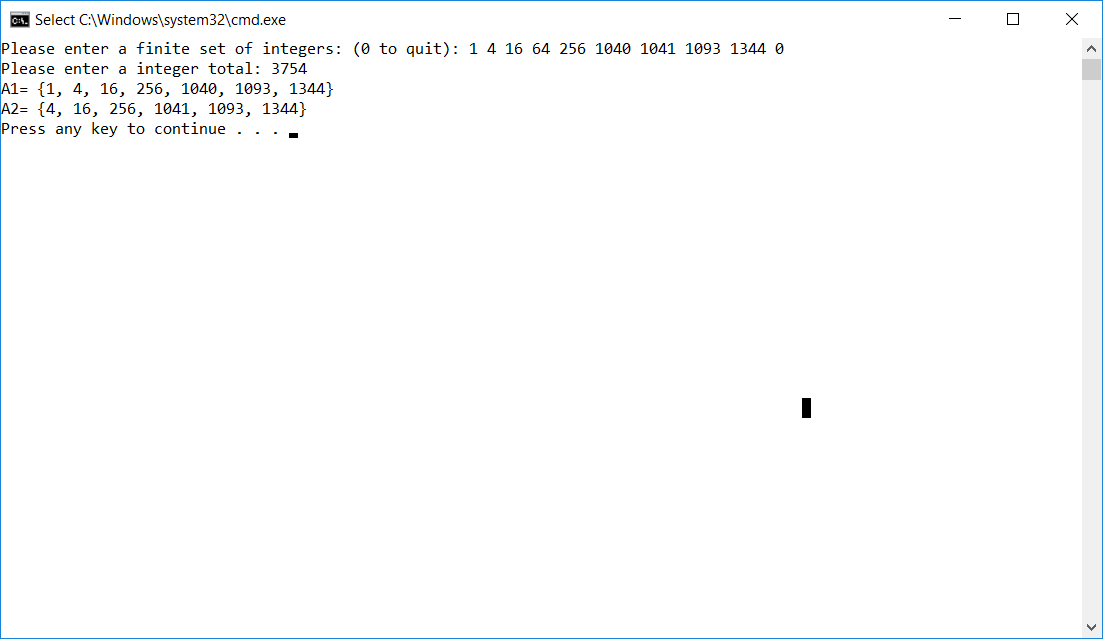 Select C:\Windows\system32\cmd.exe
Please enter a finite set of integers: (0 to quit): 1 4 16 64 256 1040 1041 1093 1344 0
Please enter a integer total: 3754
A1= {1, 4, 16, 256, 1040, 1093, 1344}
A2= {4, 16, 256, 1041, 1093, 1344}
Press any key to continue . . .